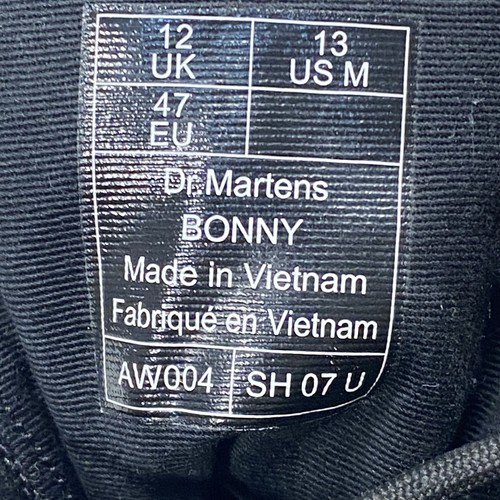 12
UK
13
US M
47
EU
Dr.Martens
BONNY
Made in Vietnam
Fabriqué en Vietnam
AW004
SH 07 U